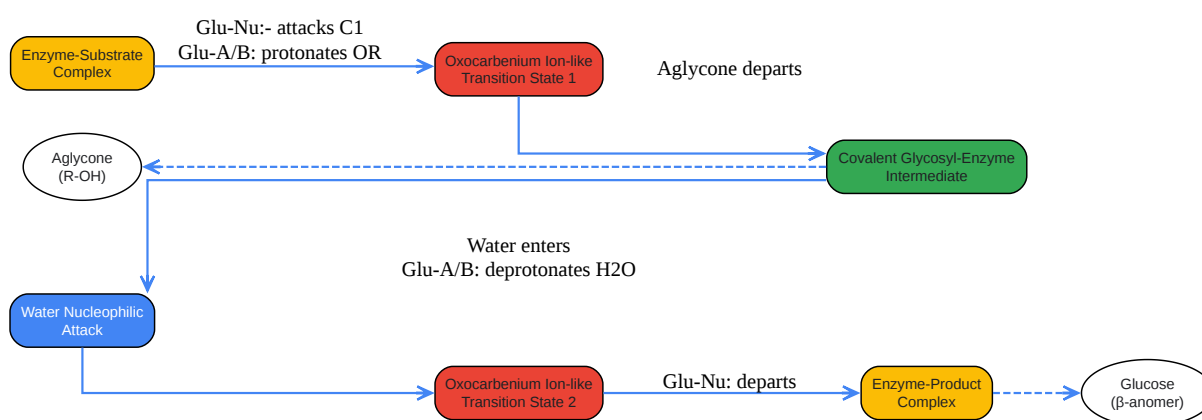 Glu-Nu:- attacks C1
Glu-A/B: protonates OR
Enzyme-Substrate
Complex
Oxocarbenium Ion-like
Transition State 1
Aglycone departs
Aglycone
(R-OH)
Covalent Glycosyl-Enzyme
Intermediate
Water enters
Glu-A/B: deprotonates H2O
Water Nucleophilic
Attack
Oxocarbenium Ion-like
Transition State 2
Glu-Nu: departs
Enzyme-Product
Complex
Glucose
(β-anomer)